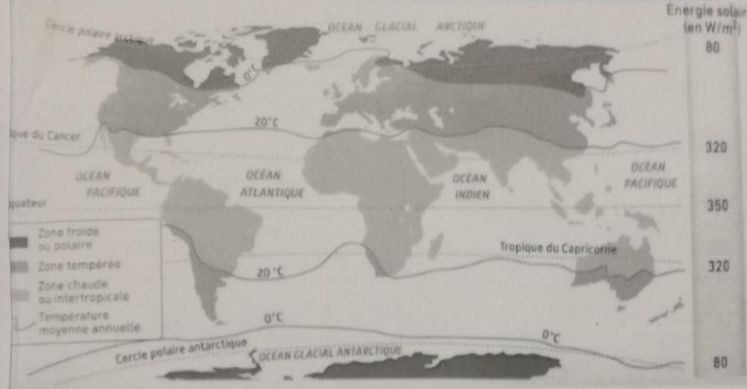 Energie solair
(en W/m²)
Cercle polaire arctique
OCÉAN GLACIAL ARCTIQUE
80
0°C
20°C
ique du Cancer
320
OCÉAN
PACIFIQUE
OCÉAN
ATLANTIQUE
OCÉAN
INDIEN
OCÉAN
PACIFIQUE
quateur
350
Zone froide
ou polaire
Zone tempérée
Zone chaude
ou intertropicale
Température
moyenne annuelle
Tropique du Capricorne
320
20°C
0°C
0°C
Cercle polaire antarctique
OCÉAN GLACIAL ANTARCTIQUE
80